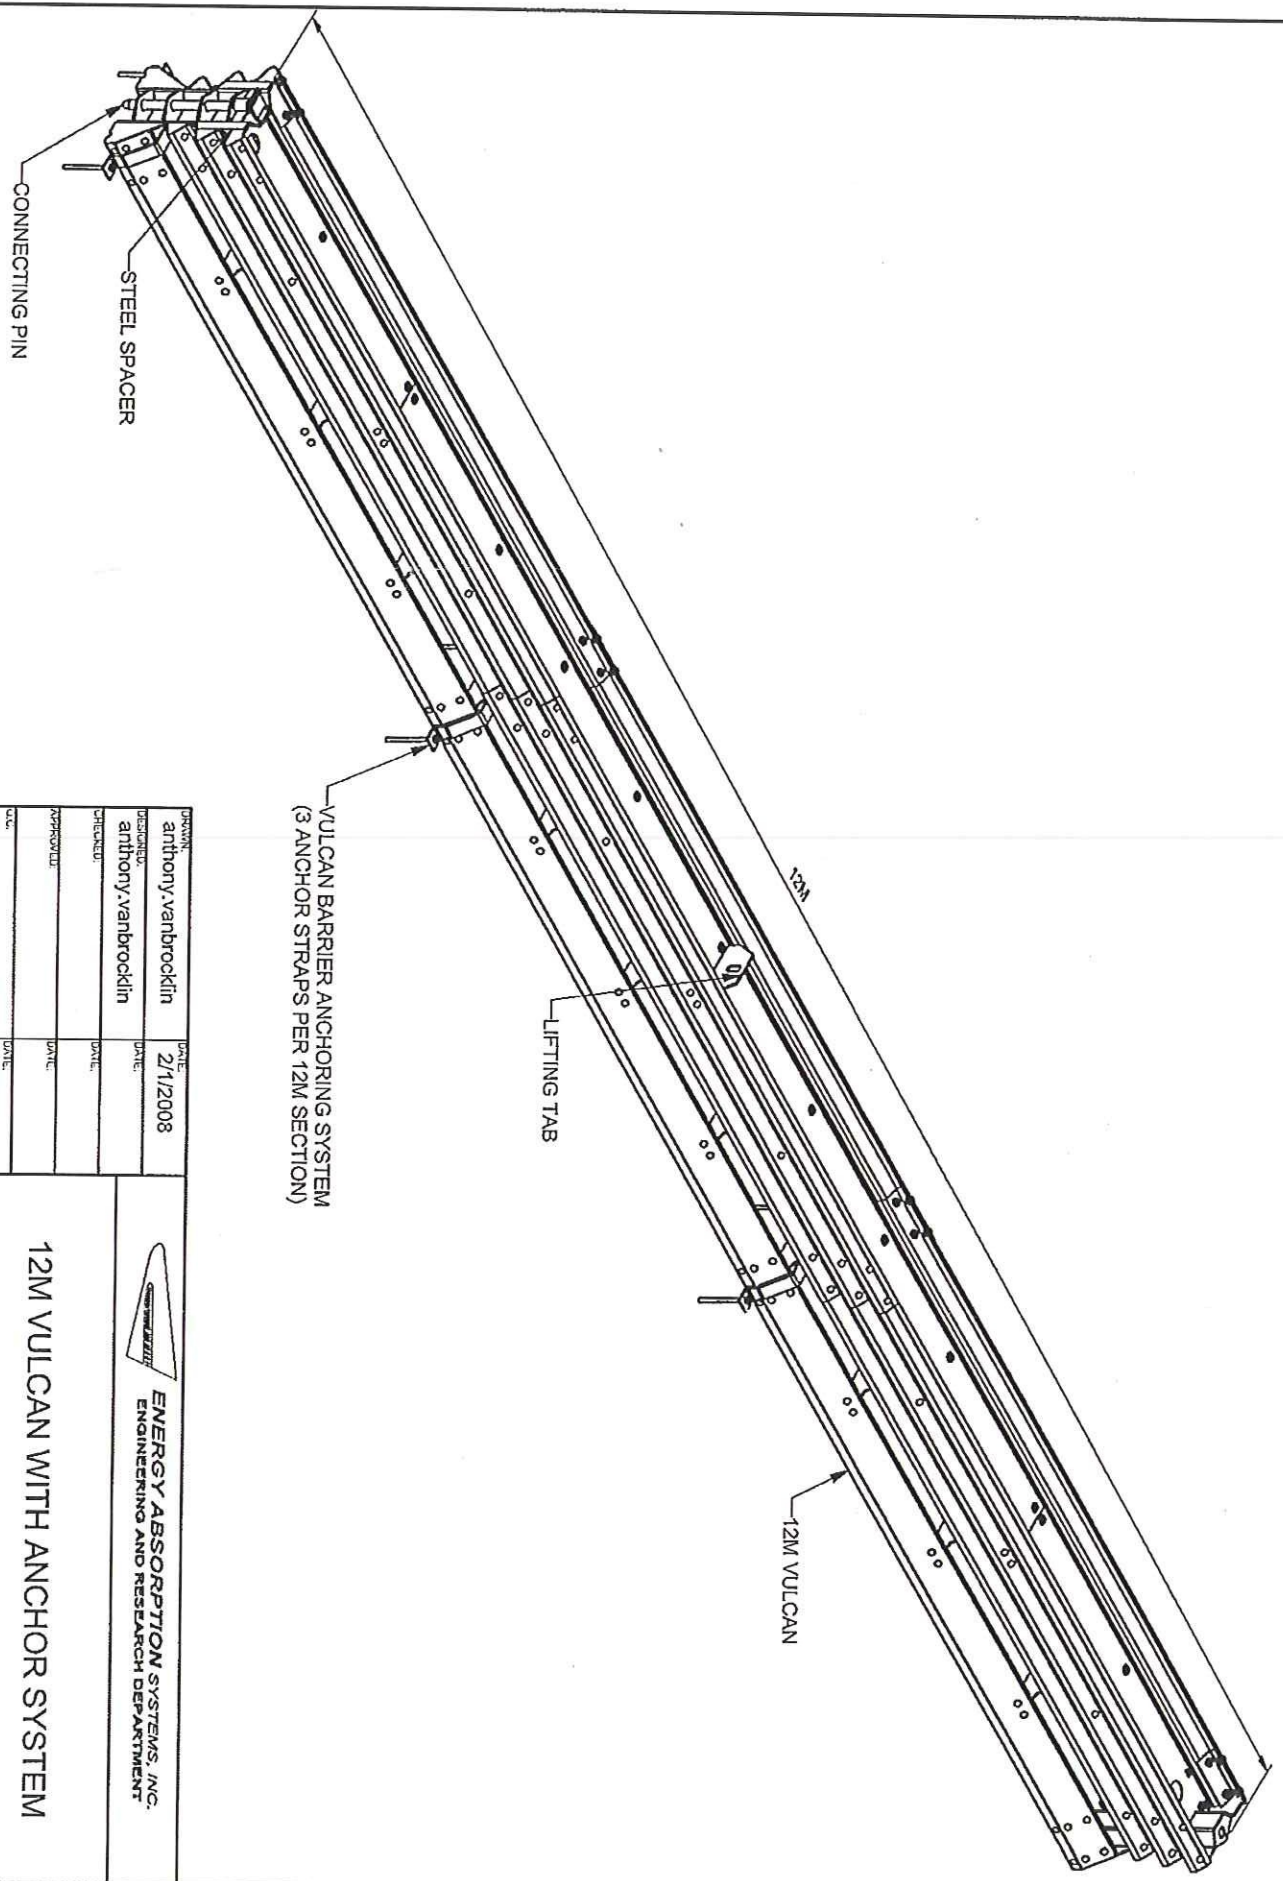 12M
CONNECTING PIN
STEEL SPACER
VULCAN BARRIER ANCHORING SYSTEM
(3 ANCHOR STRAPS PER 12M SECTION)
LIFTING TAB
12M VULCAN
DRAWN:
anthony.vanbrocklin
DATE:
2/1/2008
DESIGNED:
anthony.vanbrocklin
DATE:
CHECKED:
DATE:
APPROVED:
DATE:
DATE:
ENERGY ABSORPTION SYSTEMS, INC.
ENGINEERING AND RESEARCH DEPARTMENT
12M VULCAN WITH ANCHOR SYSTEM